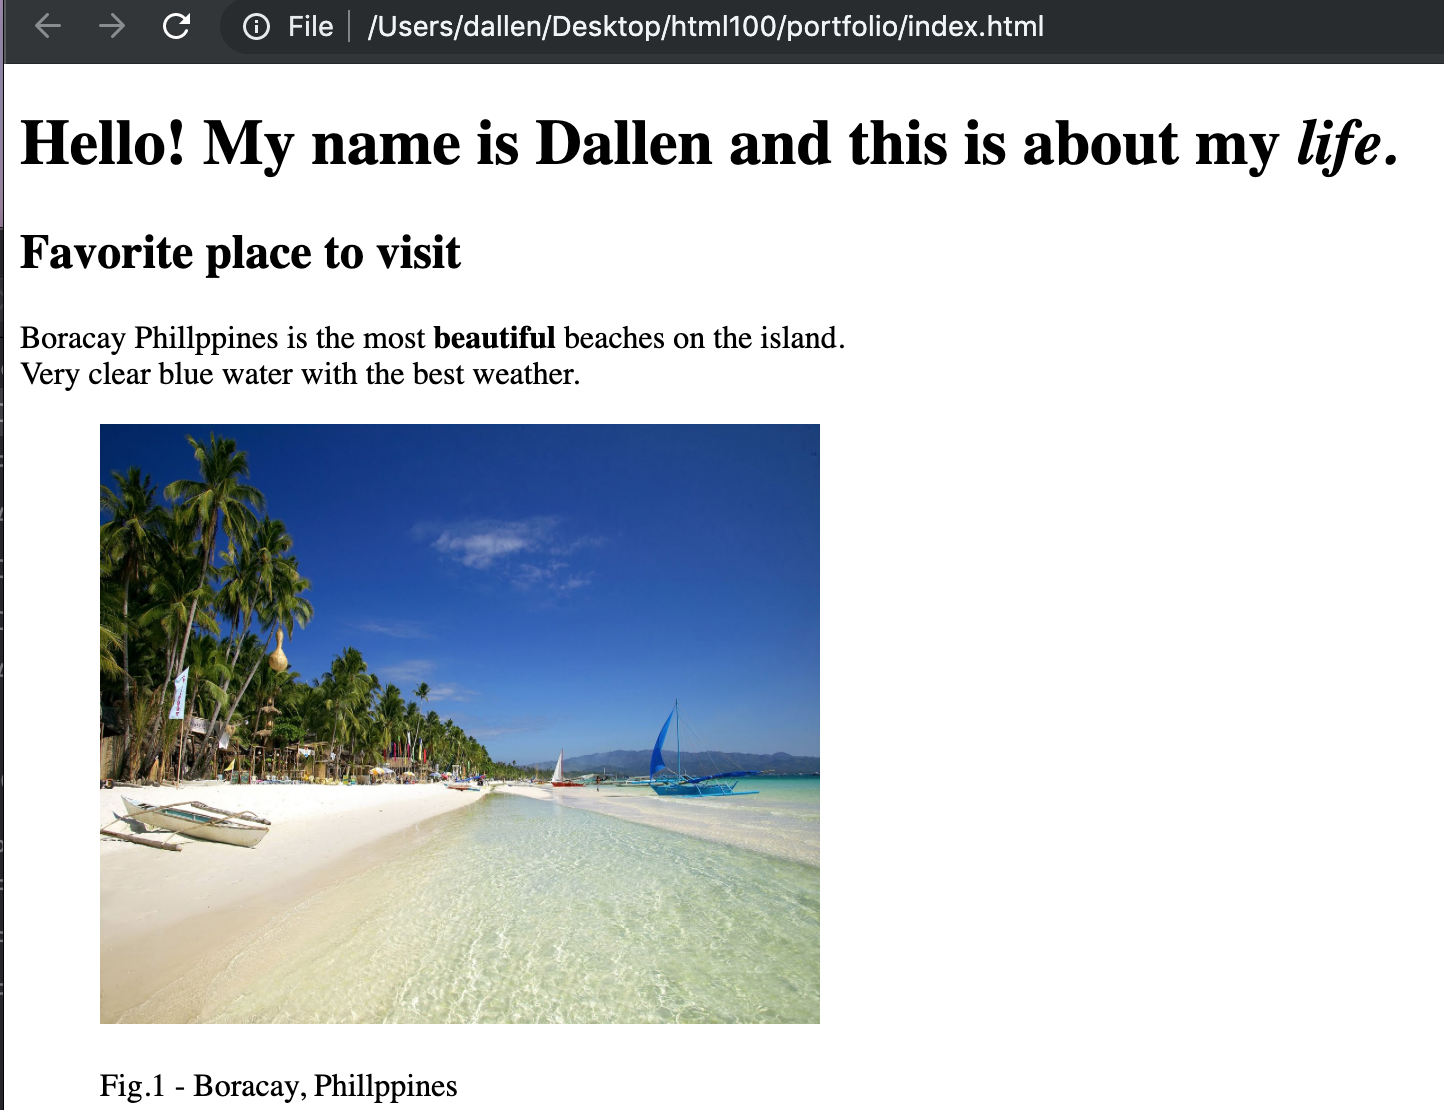 File /Users/dallen/Desktop/html100/portfolio/index.html
Hello! My name is Dallen and this is about my life.
Favorite place to visit
Boracay Phillppines is the most beautiful beaches on the island.
Very clear blue water with the best weather.
Fig.1 - Boracay, Phillppines